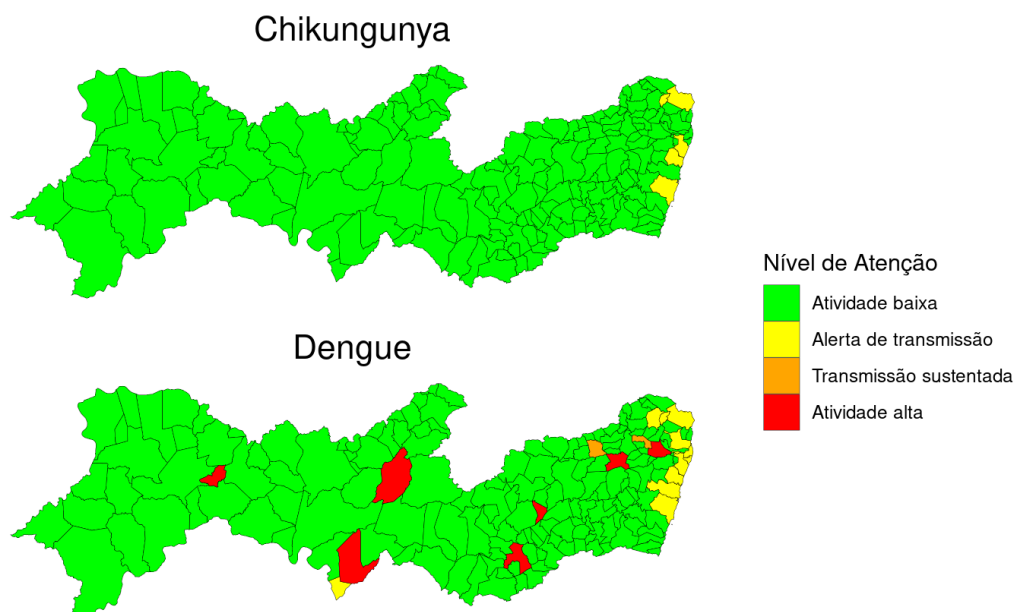 Chikungunya
Dengue
Nível de Atenção
Atividade baixa
Alerta de transmissão
Transmissão sustentada
Atividade alta